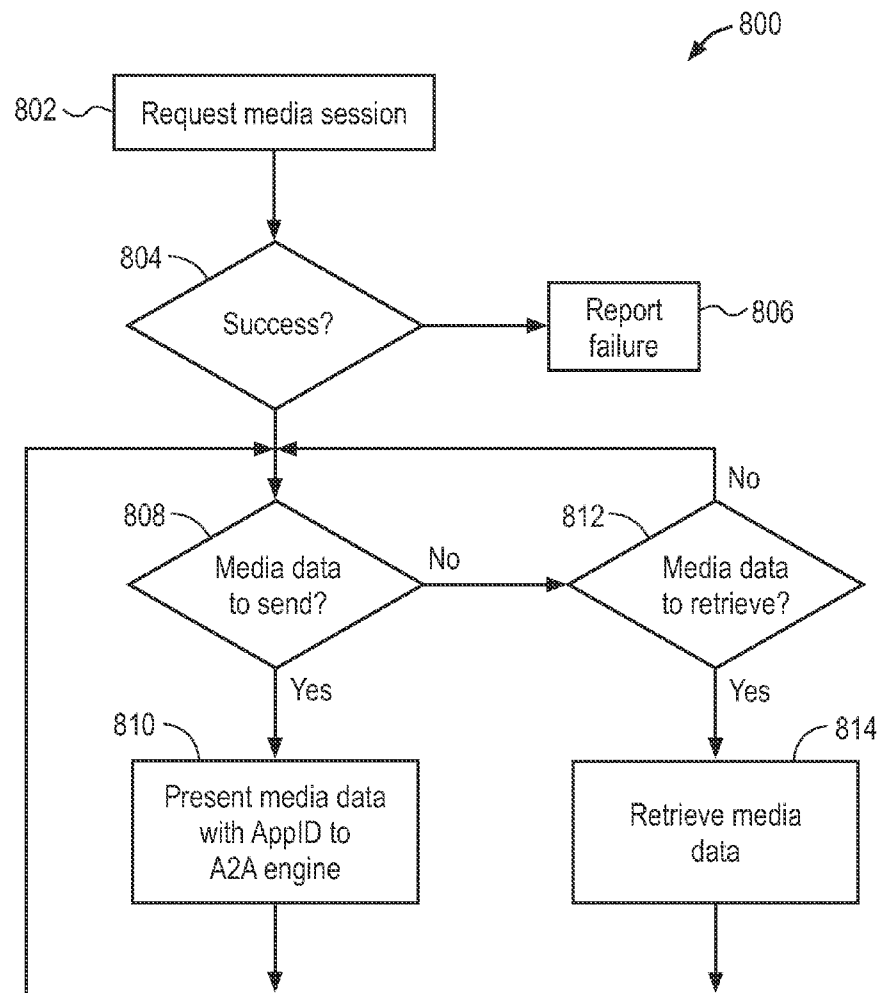 800
802
Request media session
804
Success?
Report
failure
806
No
808
812
Media data
to send?
No
Media data
to retrieve?
Yes
Yes
810
814
Present media data
with AppID to
A2A engine
Retrieve media
data